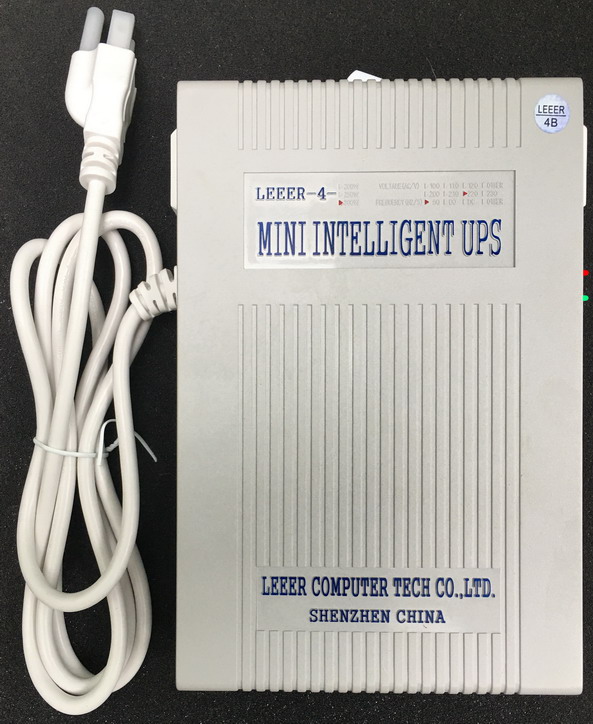 LEEER
4B
LEEER-4-
MINI INTELLIGENT UPS
LEEER COMPUTER TECH CO.,LTD.
SHENZHEN CHINA